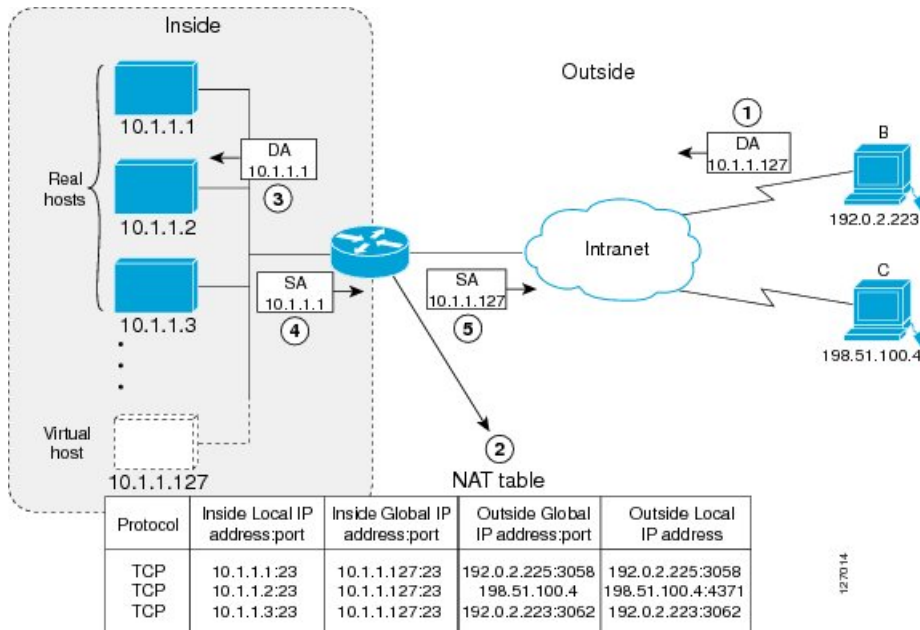 Inside
Outside
10.1.1.1
DA
10.1.1.1
3
1
DA
10.1.1.127
B
192.0.2.223
Real
hosts
10.1.1.2
Intranet
10.1.1.3
SA
10.1.1.1
4
SA
10.1.1.127
5
C
198.51.100.4
Virtual
host
10.1.1.127
2
NAT table
Protocol
Inside Local IP
address:port
Inside Global IP
address:port
Outside Global
IP address:port
Outside Local
IP address
TCP 10.1.1.1:23 10.1.1.127:23 192.0.2.225:3058 192.0.2.225:3058
TCP 10.1.1.2:23 10.1.1.127:23 198.51.100.4 198.51.100.4:4371
TCP 10.1.1.3:23 10.1.1.127:23 192.0.2.223:3062 192.0.2.223:3062
127014